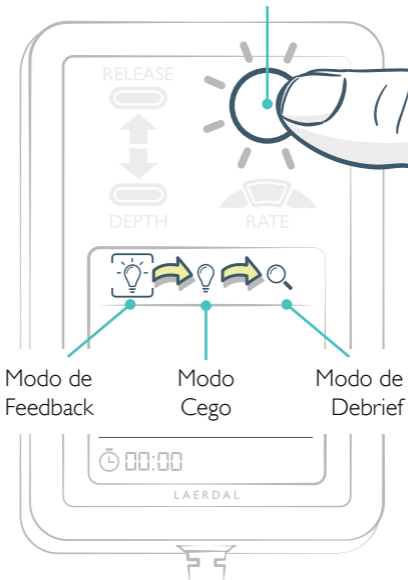 RELEASE
DEPTH
RATE
Modo de
Feedback
Modo
Cego
Modo de
Debrief
00:00
LAERDAL